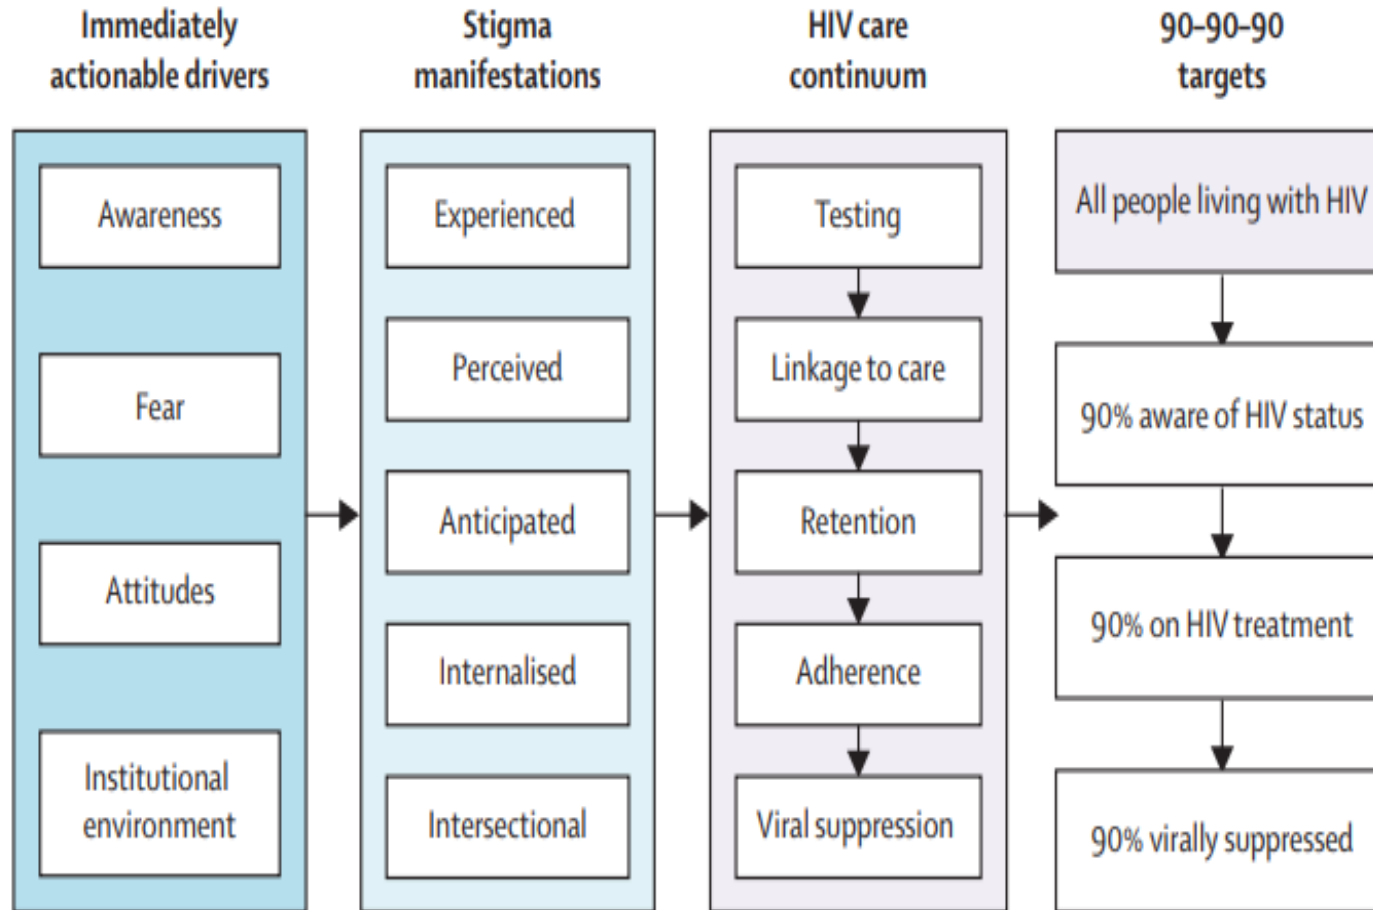 Immediately
actionable drivers
Stigma
manifestations
HIV care
continuum
90–90–90
targets
Awareness
Fear
Attitudes
Institutional
environment
Experienced
Perceived
Anticipated
Internalised
Intersectional
Testing
Linkage to care
Retention
Adherence
Viral suppression
All people living with HIV
90% aware of HIV status
90% on HIV treatment
90% virally suppressed